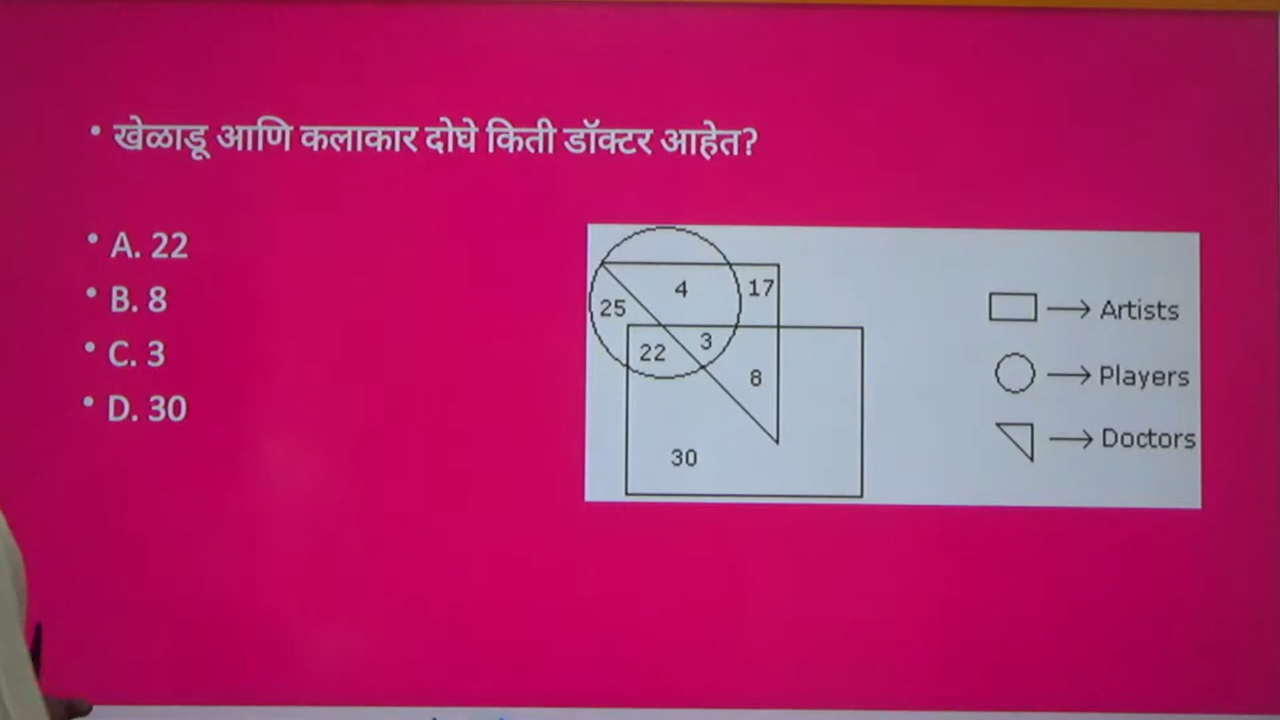 • खेळाडू आणि कलाकार दोघे किती डॉक्टर आहेत?
• A. 22
• B. 8
• C. 3
• D. 30
4
17
25
3
22
8
30
Artists
Players
Doctors